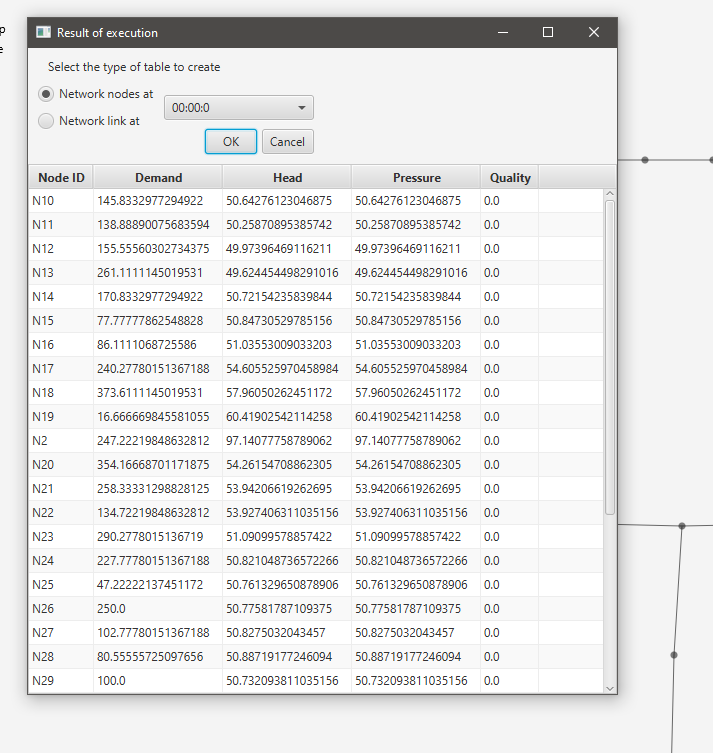 p
e
Result of execution
Select the type of table to create
Network nodes at
00:00:0
Network link at
OK Cancel
Node ID Demand Head Pressure Quality
N10 145.8332977294922 50.64276123046875 50.64276123046875 0.0
N11 138.88890075683594 50.25870895385742 50.25870895385742 0.0
N12 155.55560302734375 49.97396469116211 49.97396469116211 0.0
N13 261.1111145019531 49.624454498291016 49.624454498291016 0.0
N14 170.8332977294922 50.72154235839844 50.72154235839844 0.0
N15 77.77777862548828 50.84730529785156 50.84730529785156 0.0
N16 86.1111068725586 51.03553009033203 51.03553009033203 0.0
N17 240.27780151367188 54.605525970458984 54.605525970458984 0.0
N18 373.6111145019531 57.96050262451172 57.96050262451172 0.0
N19 16.666669845581055 60.41902542114258 60.41902542114258 0.0
N2 247.22219848632812 97.14077758789062 97.14077758789062 0.0
N20 354.16668701171875 54.26154708862305 54.26154708862305 0.0
N21 258.33331298828125 53.94206619262695 53.94206619262695 0.0
N22 134.72219848632812 53.927406311035156 53.927406311035156 0.0
N23 290.2778015136719 51.09099578857422 51.09099578857422 0.0
N24 227.77780151367188 50.821048736572266 50.821048736572266 0.0
N25 47.22222137451172 50.761329650878906 50.761329650878906 0.0
N26 250.0 50.77581787109375 50.77581787109375 0.0
N27 102.77780151367188 50.8275032043457 50.8275032043457 0.0
N28 80.55555725097656 50.88719177246094 50.88719177246094 0.0
N29 100.0 50.732093811035156 50.732093811035156 0.0